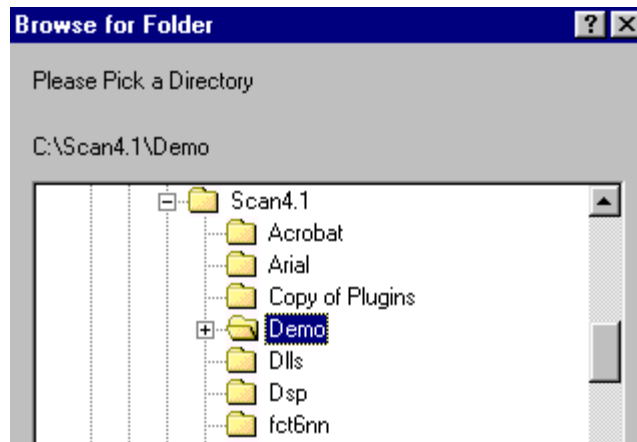 Browse for Folder
Please Pick a Directory
C:\Scan4.1\Demo
Scan4.1
Acrobat
Arial
Copy of Plugins
Demo
Dlls
Dsp
fct6nn